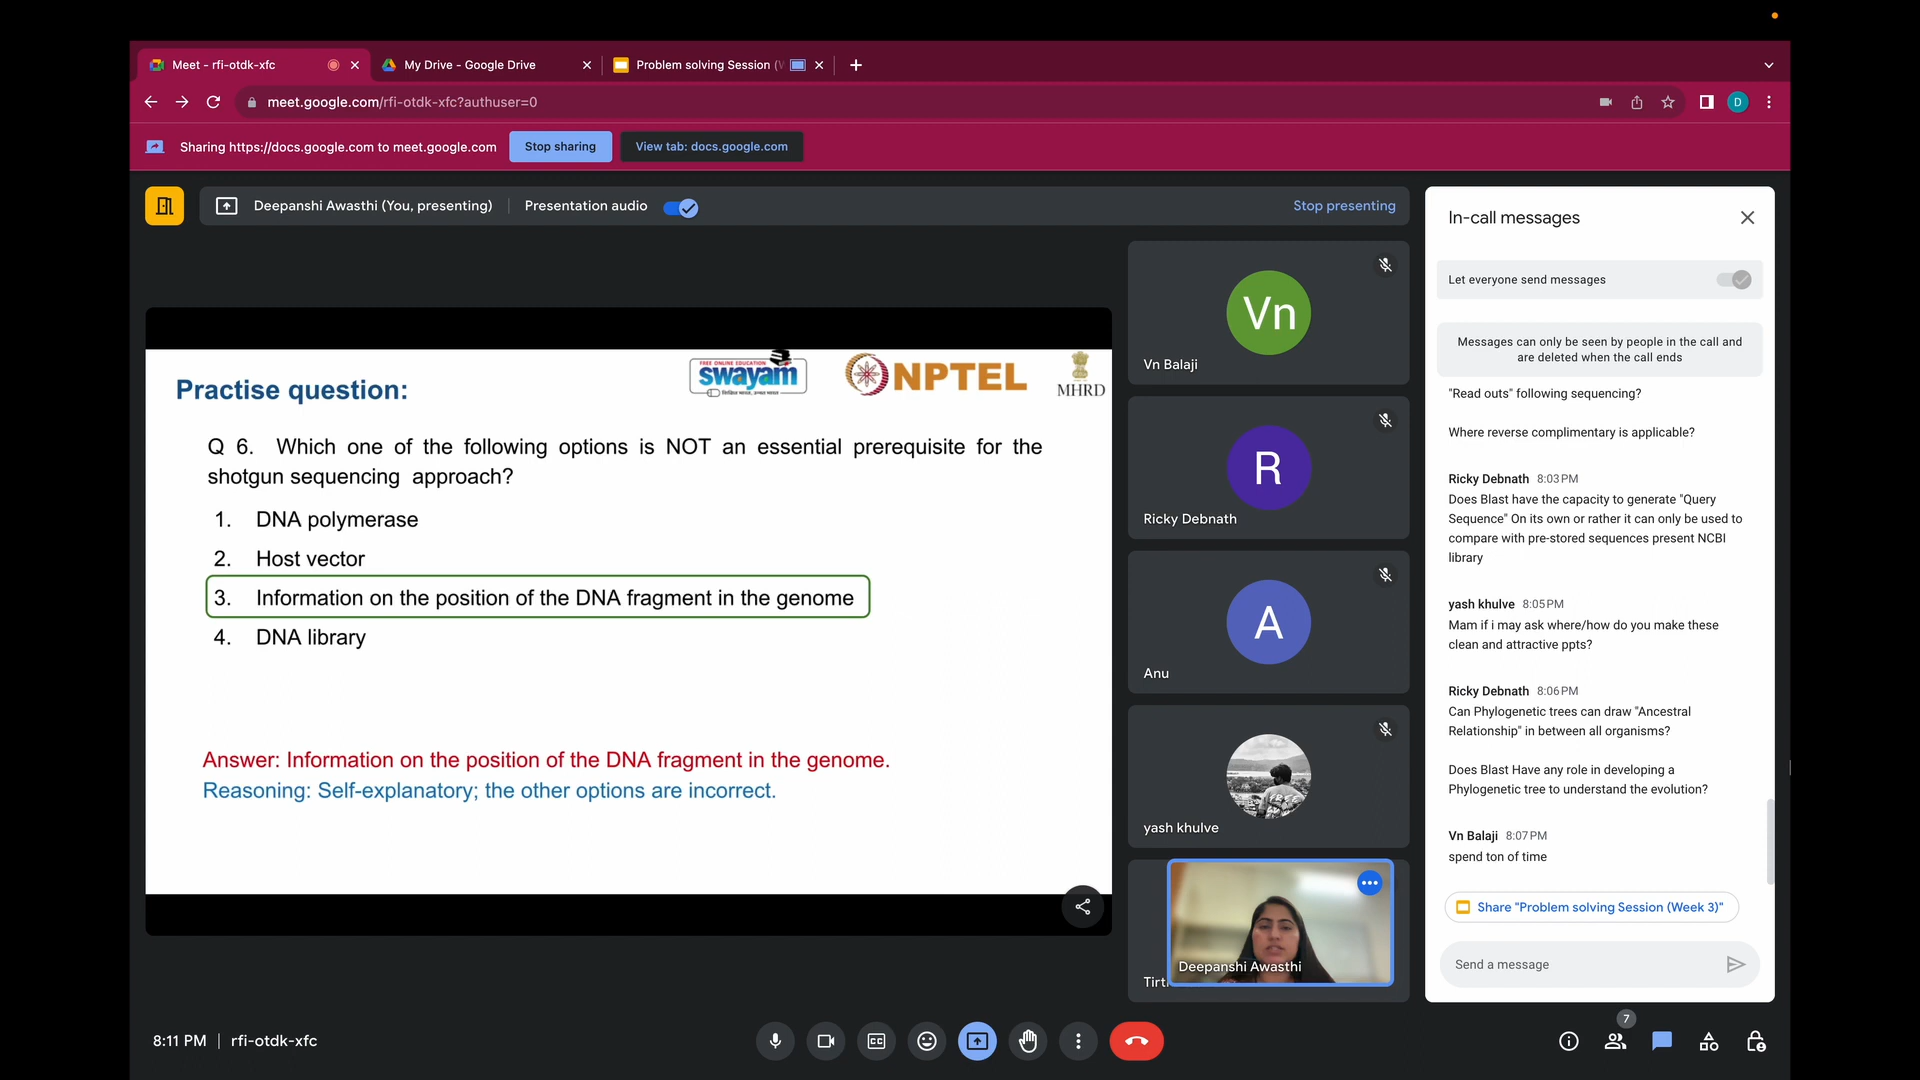 Meet - rfi-otdk-xfc
My Drive - Google Drive
Problem solving Session (
meet.google.com/rfi-otdk-xfc?authuser=0
D
Sharing https://docs.google.com to meet.google.com
Stop sharing
View tab: docs.google.com
Deepanshi Awasthi (You, presenting)
Presentation audio
Stop presenting
FREE ONLINE EDUCATION
swayam
NPTEL
MHRD
Practise question:
Q 6. Which one of the following options is NOT an essential prerequisite for the
shotgun sequencing approach?
1. DNA polymerase
2. Host vector
3. Information on the position of the DNA fragment in the genome
4. DNA library
Answer: Information on the position of the DNA fragment in the genome.
Reasoning: Self-explanatory; the other options are incorrect.
Vn
Vn Balaji
R
Ricky Debnath
A
Anu
yash khulve
Deepanshi Awasthi
In-call messages
Let everyone send messages
Messages can only be seen by people in the call and
are deleted when the call ends
"Read outs" following sequencing?
Where reverse complimentary is applicable?
Ricky Debnath 8:03 PM
Does Blast have the capacity to generate "Query
Sequence" On its own or rather it can only be used to
compare with pre-stored sequences present NCBI
library
yash khulve 8:05 PM
Mam if i may ask where/how do you make these
clean and attractive ppts?
Ricky Debnath 8:06 PM
Can Phylogenetic trees can draw "Ancestral
Relationship" in between all organisms?
Does Blast Have any role in developing a
Phylogenetic tree to understand the evolution?
Vn Balaji 8:07 PM
spend ton of time
Share "Problem solving Session (Week 3)"
Send a message
8:11 PM | rfi-otdk-xfc
CC
7